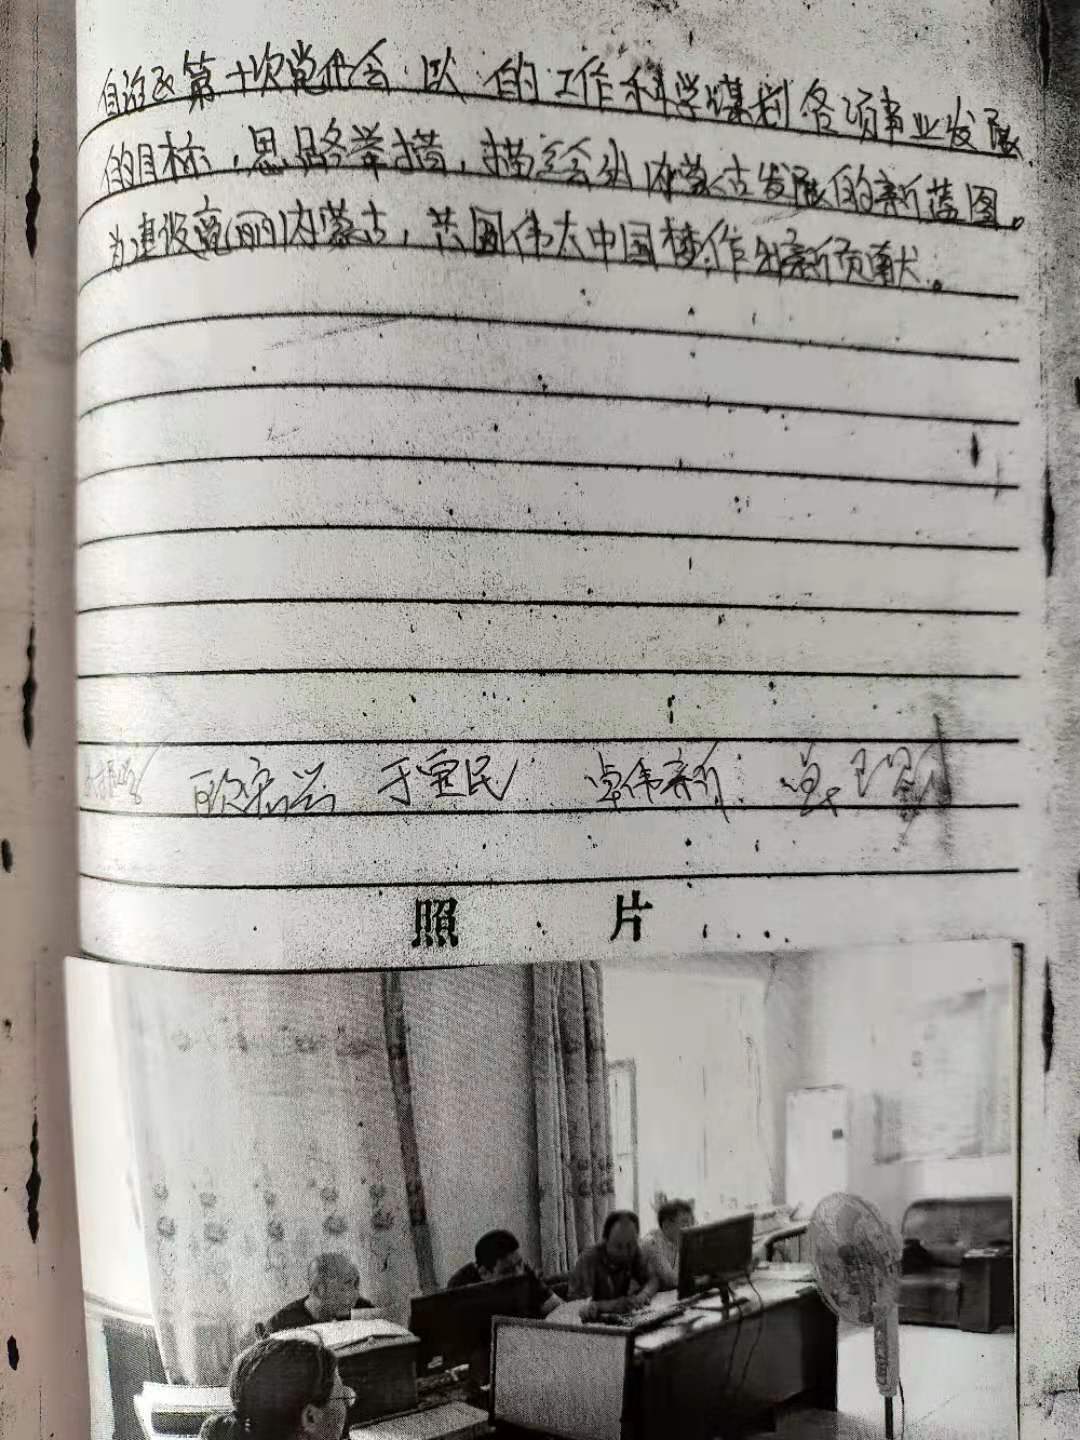 自治区第十次党代会 以 的 工作 科学谋划各项事业发展
的目标，思路举措，描绘出内蒙古发展的新蓝图。
为建设亮丽内蒙古，共圆伟大中国梦作出新贡献。
于宝民 卓伟新
照 片